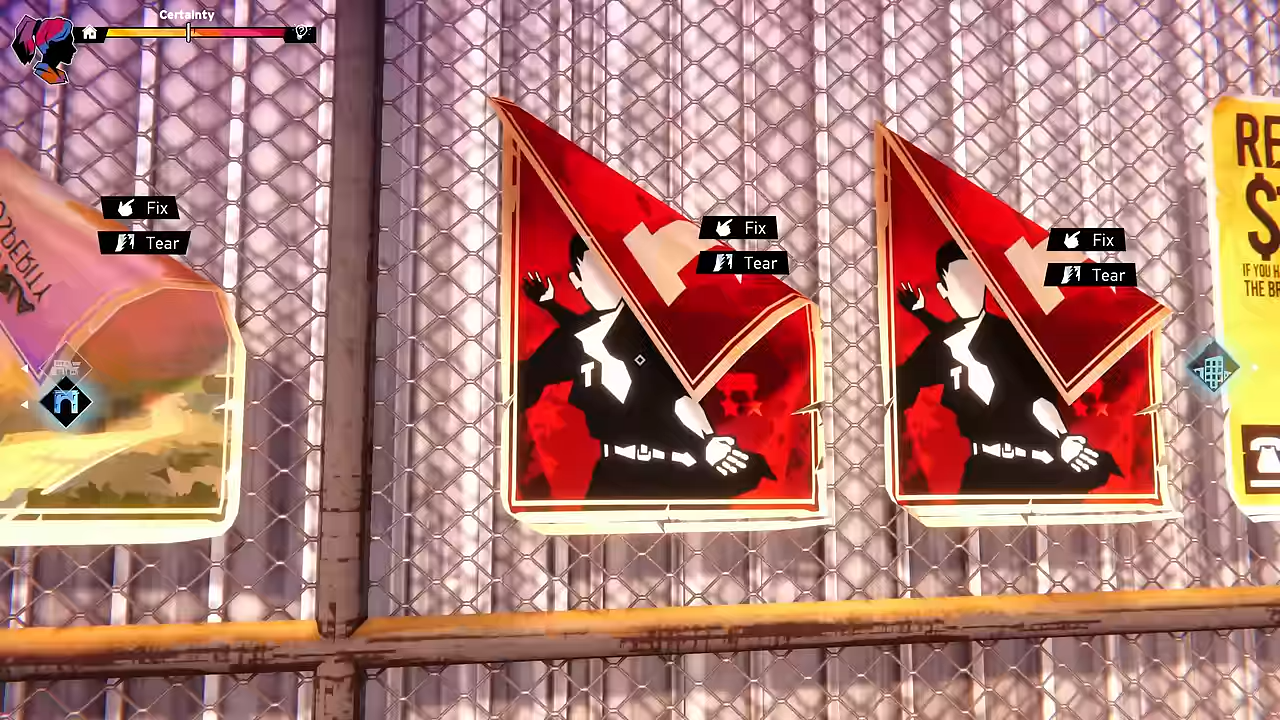 Certainty
Fix
Tear
Fix
Tear
Fix
Tear
T
T
RE
$
IF YOU H
THE BR